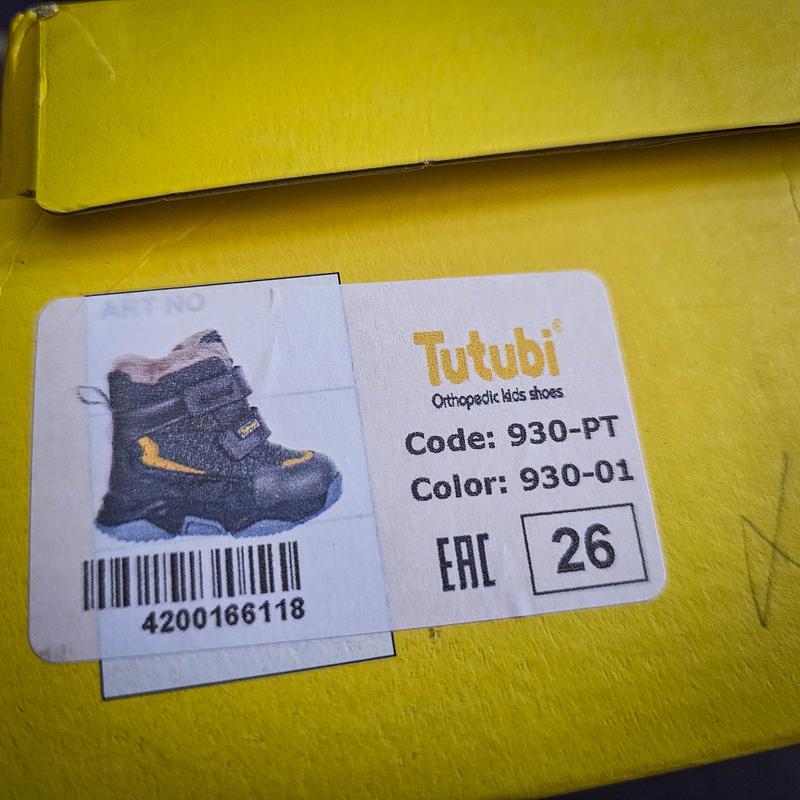 ART NO
Tutubi®
Orthopedic kids shoes
Code: 930-PT
Color: 930-01
EAC
26
4200166118